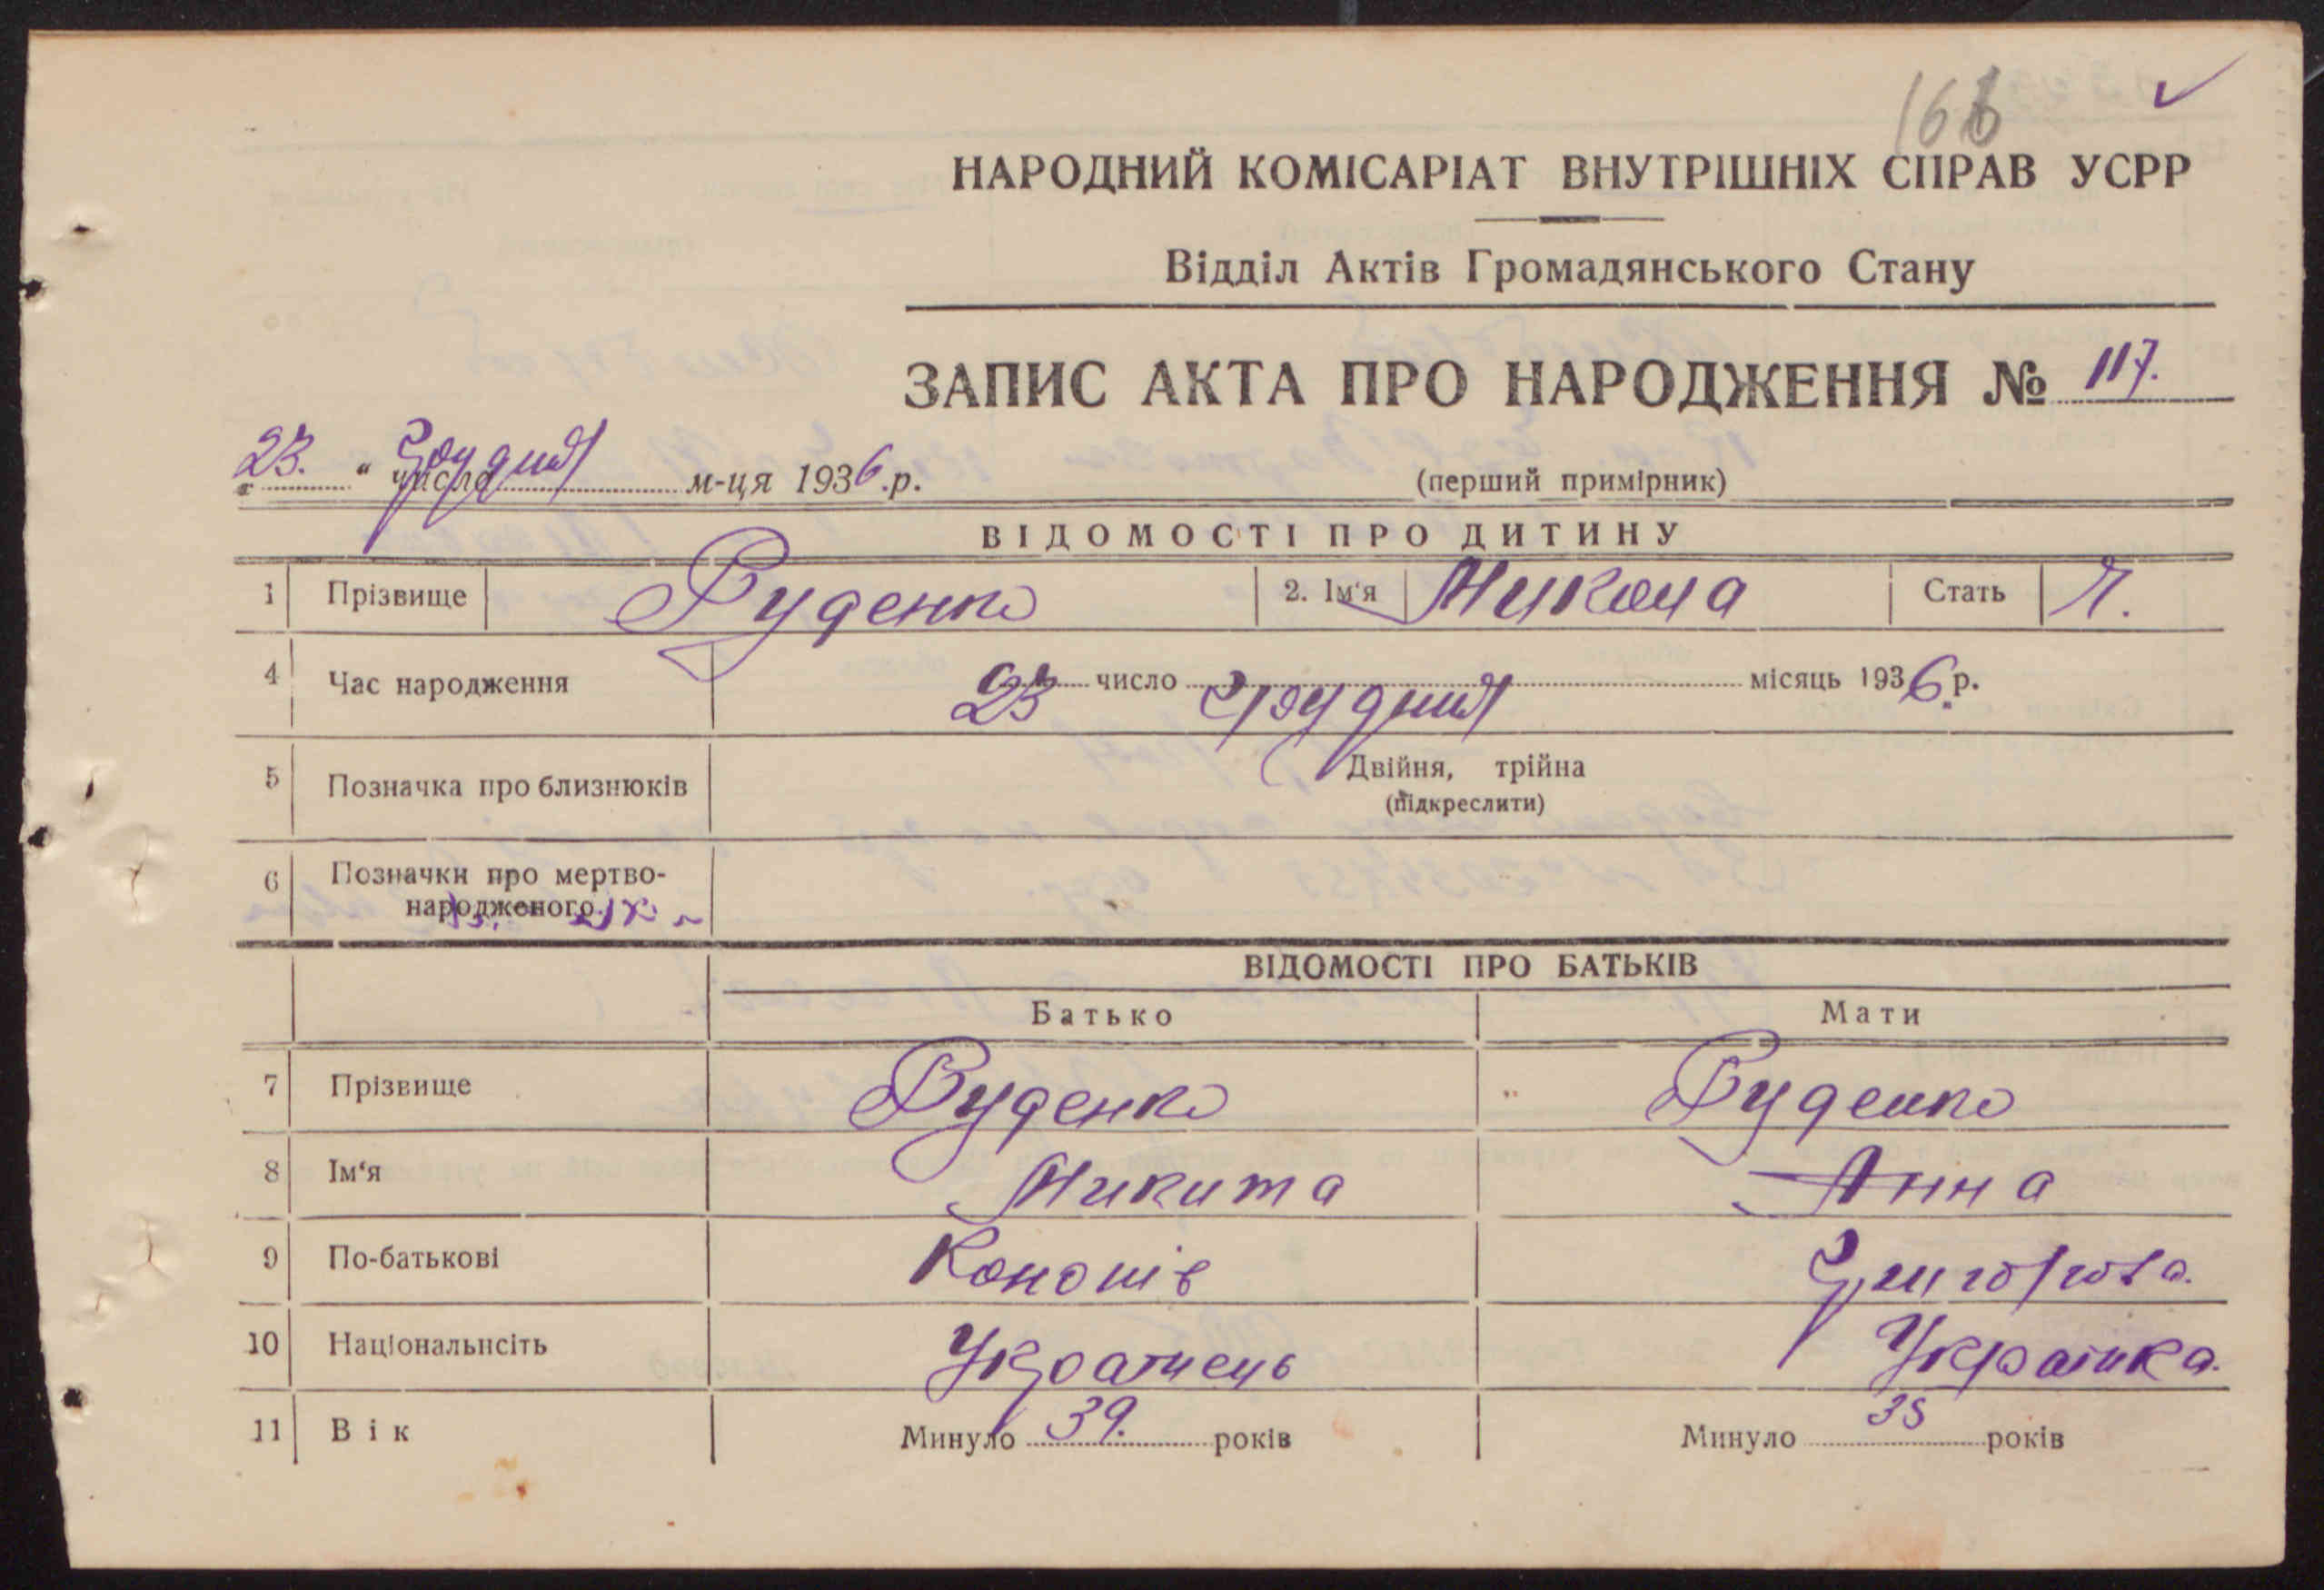 166 ✓
НАРОДНИЙ КОМІСАРІАТ ВНУТРІШНІХ СПРАВ УСРР
Відділ Актів Громадянського Стану
ЗАПИС АКТА ПРО НАРОДЖЕННЯ № 117.
"23." числа Грудня м-ця 1936.р.
(перший примірник)
ВІДОМОСТІ ПРО ДИТИНУ
1 Прізвище Руденко 2. Ім'я Микола Стать Ч.
4 Час народження 23 число Грудня місяць 1936.р.
5 Позначка про близнюків Двійня, трійна
(підкреслити)
6 Позначки про мертво-
народженого
ВІДОМОСТІ ПРО БАТЬКІВ
Батько Мати
7 Прізвище Руденко Руденко
8 Ім'я Микита Анна
9 По-батькові Кононів Григорова.
10 Національнсіть Українець Українка.
11 Вік Минуло 39. років Минуло 35 років